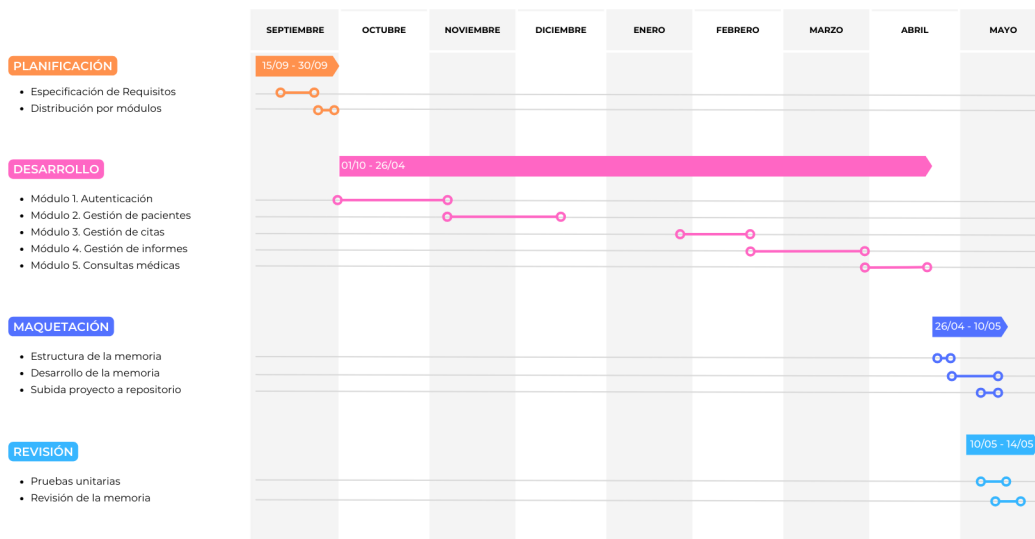 SEPTIEMBRE OCTUBRE NOVIEMBRE DICIEMBRE ENERO FEBRERO MARZO ABRIL MAYO
PLANIFICACIÓN
15/09 - 30/09
Especificación de Requisitos
Distribución por módulos
DESARROLLO
01/10 - 26/04
Módulo 1. Autenticación
Módulo 2. Gestión de pacientes
Módulo 3. Gestión de citas
Módulo 4. Gestión de informes
Módulo 5. Consultas médicas
MAQUETACIÓN
26/04 - 10/05
Estructura de la memoria
Desarrollo de la memoria
Subida proyecto a repositorio
REVISIÓN
10/05 - 14/05
Pruebas unitarias
Revisión de la memoria